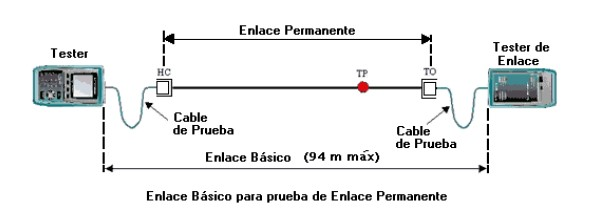 Enlace Permanente
Tester
Tester de
Enlace
HC
TP
TO
Cable
de Prueba
Cable
de Prueba
Enlace Básico (94 m máx)
Enlace Básico para prueba de Enlace Permanente